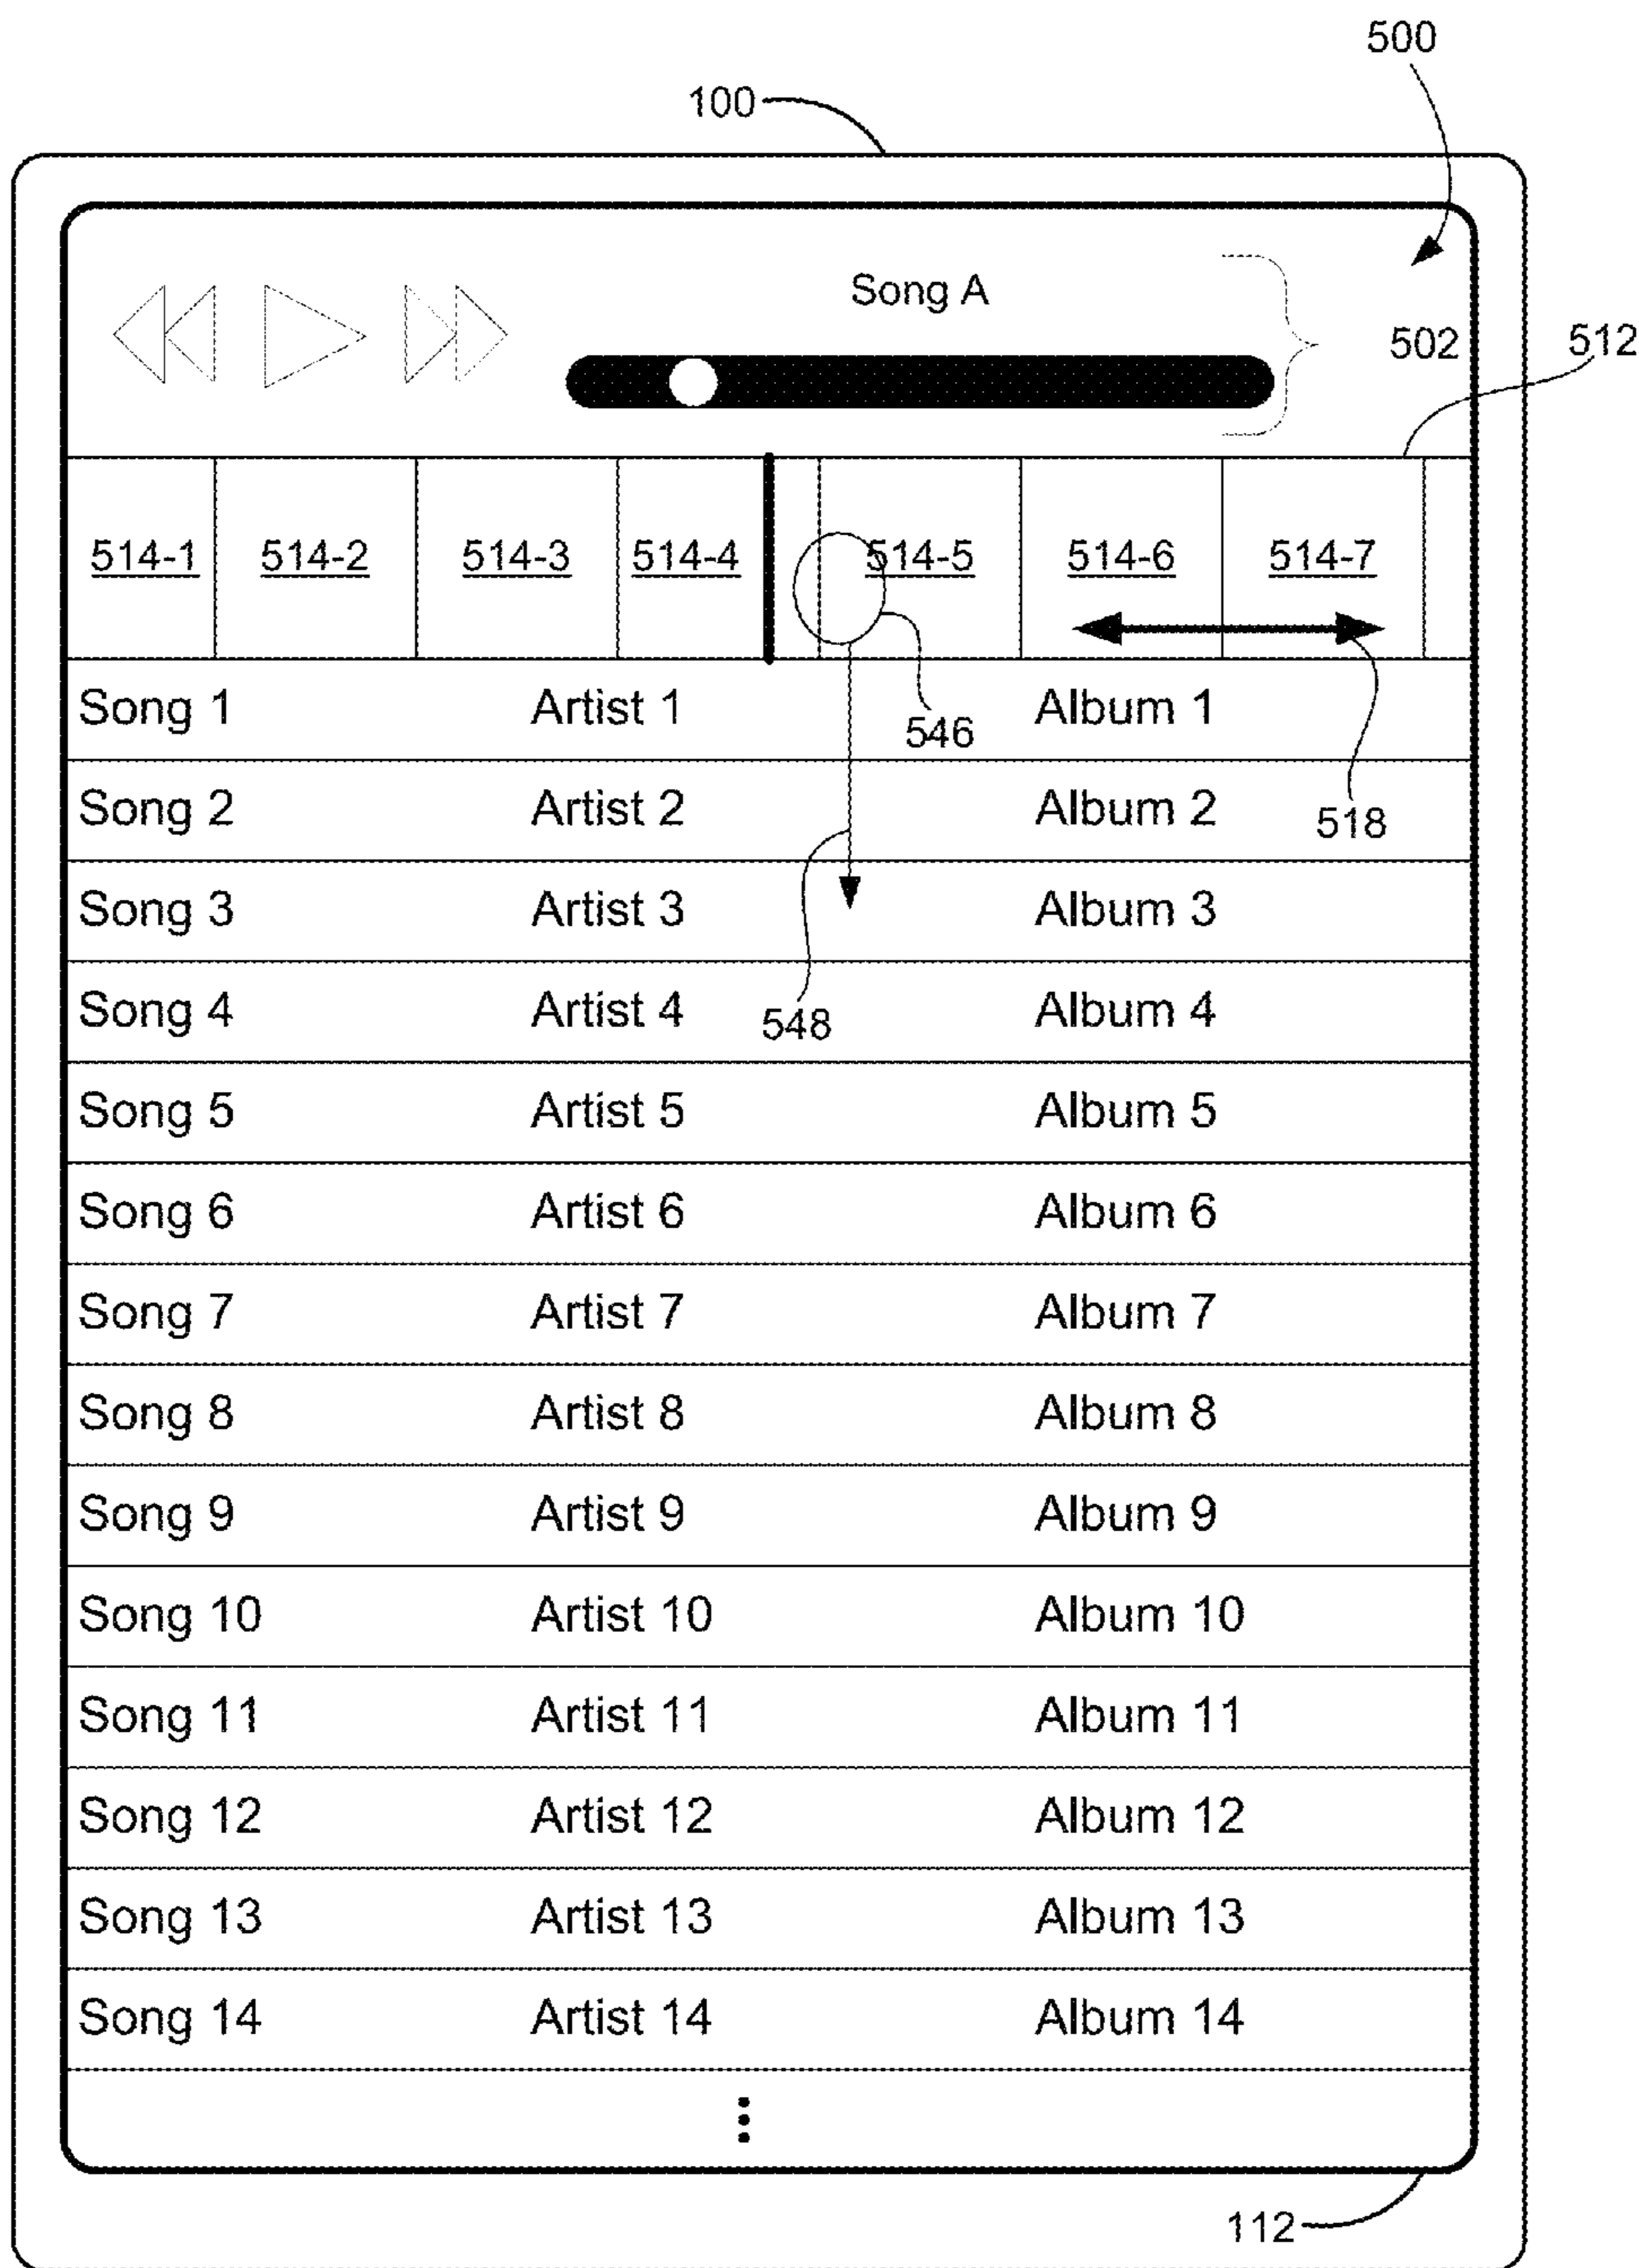 500
100
Song A
502
512
514-1 514-2 514-3 514-4 514-5 514-6 514-7
Song 1 Artist 1 Album 1
546
Song 2 Artist 2 Album 2
518
Song 3 Artist 3 Album 3
Song 4 Artist 4 Album 4
548
Song 5 Artist 5 Album 5
Song 6 Artist 6 Album 6
Song 7 Artist 7 Album 7
Song 8 Artist 8 Album 8
Song 9 Artist 9 Album 9
Song 10 Artist 10 Album 10
Song 11 Artist 11 Album 11
Song 12 Artist 12 Album 12
Song 13 Artist 13 Album 13
Song 14 Artist 14 Album 14
112